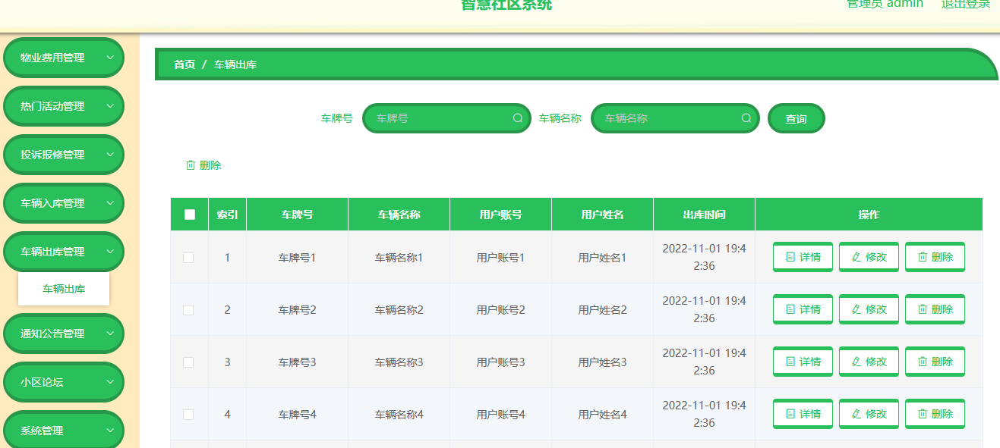 智慧社区系统
管理员 admin 退出登录
物业费用管理
热门活动管理
投诉报修管理
车辆入库管理
车辆出库管理
车辆出库
通知公告管理
小区论坛
系统管理
首页 / 车辆出库
车牌号 车牌号 车辆名称 车辆名称 查询
删除
索引 车牌号 车辆名称 用户账号 用户姓名 出库时间 操作
1 车牌号1 车辆名称1 用户账号1 用户姓名1 2022-11-01 19:4 详情 修改 删除
2:36
2 车牌号2 车辆名称2 用户账号2 用户姓名2 2022-11-01 19:4 详情 修改 删除
2:36
3 车牌号3 车辆名称3 用户账号3 用户姓名3 2022-11-01 19:4 详情 修改 删除
2:36
4 车牌号4 车辆名称4 用户账号4 用户姓名4 2022-11-01 19:4 详情 修改 删除
2:36